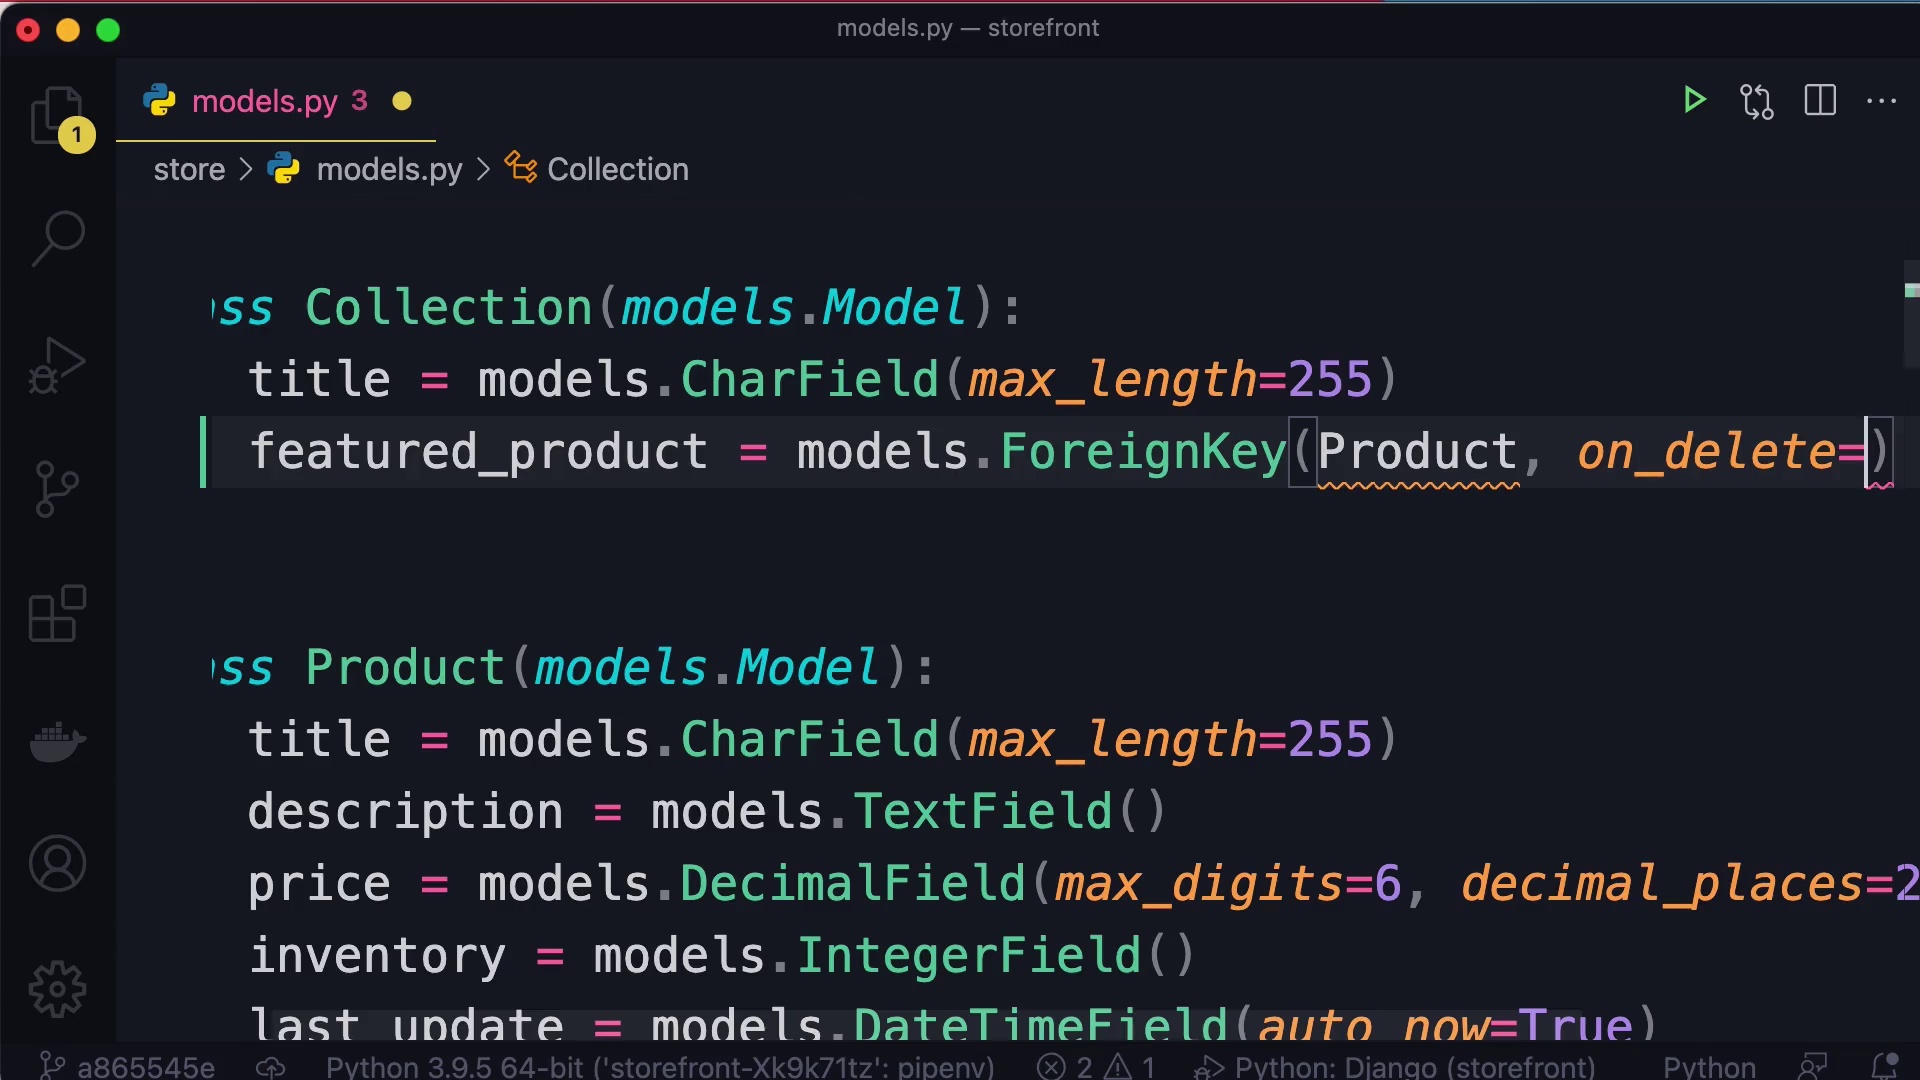 models.py — storefront
models.py 3
1
store > models.py > Collection
ss Collection(models.Model):
title = models.CharField(max_length=255)
featured_product = models.ForeignKey(Product, on_delete=)
ss Product(models.Model):
title = models.CharField(max_length=255)
description = models.TextField()
price = models.DecimalField(max_digits=6, decimal_places=2
inventory = models.IntegerField()
last_update = models.DateTimeField(auto_now=True)
a865545e Python 3.9.5 64-bit ('storefront-Xk9k71tz': pipenv) 2 1 Python: Django (storefront) Python